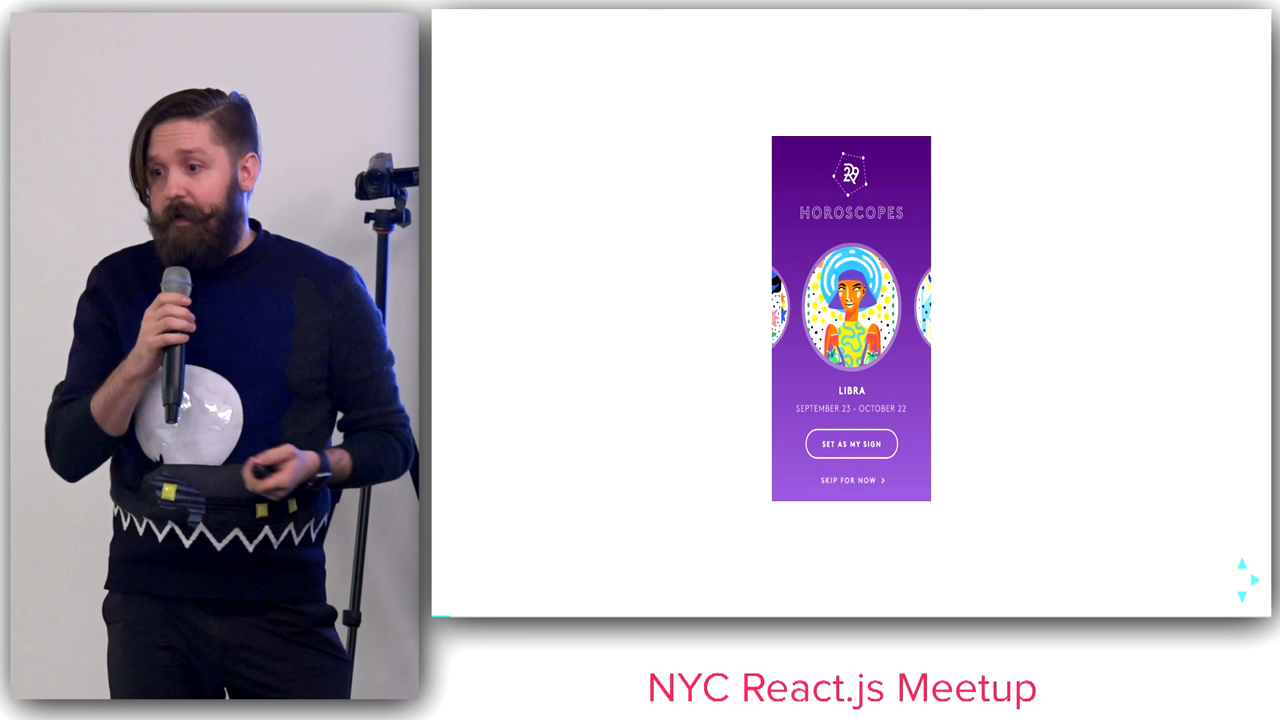 29
HOROSCOPES
LIBRA
SEPTEMBER 23 - OCTOBER 22
SET AS MY SIGN
SKIP FOR NOW >
NYC React.js Meetup